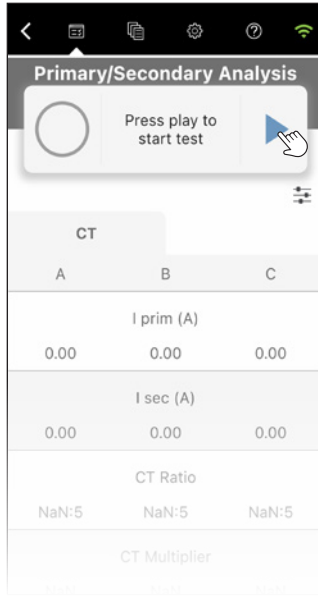 Primary/Secondary Analysis
Press play to
start test
CT
A B C
I prim (A)
0.00 0.00 0.00
I sec (A)
0.00 0.00 0.00
CT Ratio
NaN:5 NaN:5 NaN:5
CT Multiplier